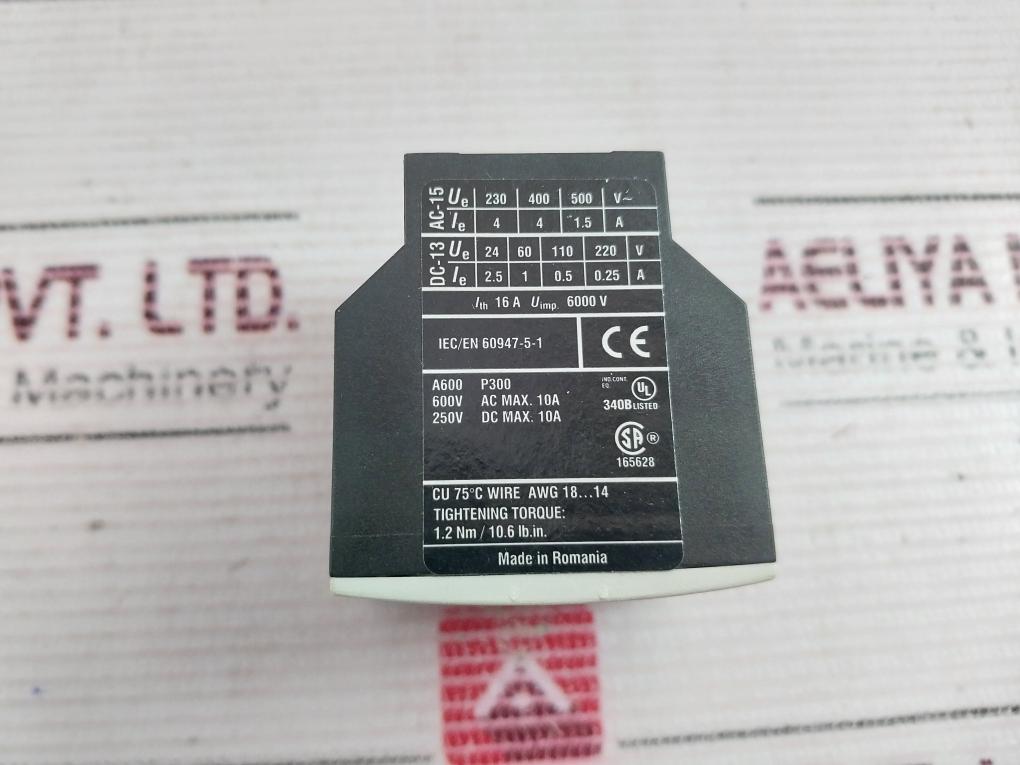 AC-15 Ue 230 400 500 V~
Ie 4 4 1.5 A
DC-13 Ue 24 60 110 220 V
Ie 2.5 1 0.5 0.25 A
Ith 16 A Uimp. 6000 V
IEC/EN 60947-5-1 CE
A600 P300
600V AC MAX. 10A
250V DC MAX. 10A
IND.CONT.
EQ. UL
340B LISTED
SA ®
165628
CU 75°C WIRE AWG 18...14
TIGHTENING TORQUE:
1.2 Nm / 10.6 lb.in.
Made in Romania
VT. LTD.
Machinery
AELIYA M
Marine & I